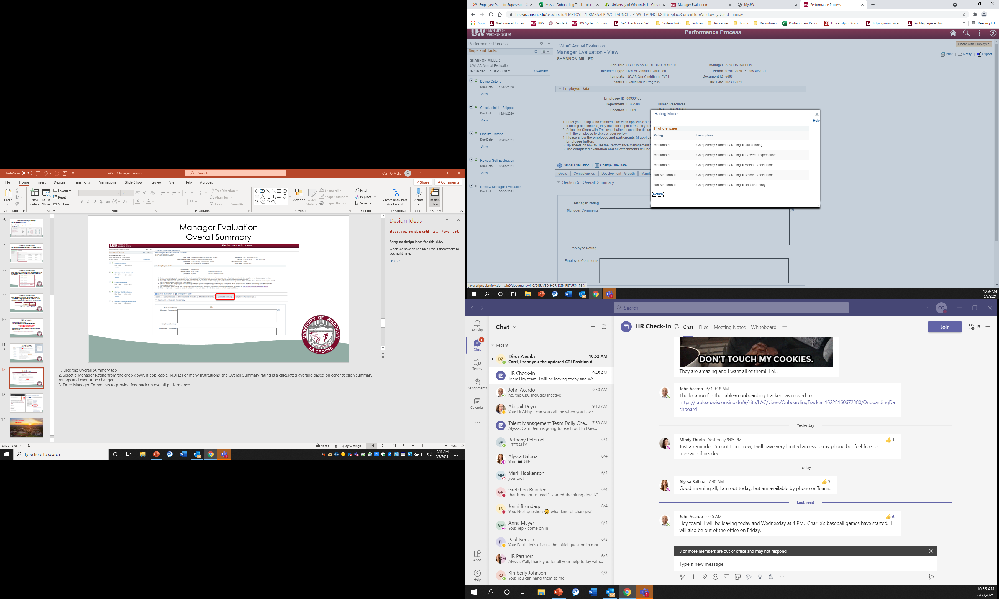 AutoSave Off
ePerf_ManagerTraining.pptx
Search
Carri O'Melia
File Home Insert Design Transitions Animations Slide Show Review View Help Acrobat
Share Comments
Paste
Clipboard
New Slide
Reuse Slides
Layout
Reset
Section
Slides
32
Font
Text Direction
Align Text
Convert to SmartArt
Paragraph
Arrange
Quick Styles
Shape Fill
Shape Outline
Shape Effects
Drawing
Find
Replace
Select
Editing
Create and Share Adobe PDF
Adobe Acrobat
Dictate
Voice
Design Ideas
Designer
6
7
8
9
10
11
12
13
14
Manager Evaluation
Overall Summary
UNIVERSITY OF WISCONSIN
LA CROSSE
Design Ideas
Stop suggesting ideas until I restart PowerPoint.
Sorry, no design ideas for this slide.
When we have design ideas, we'll show them to
you right here.
Learn more
1. Click the Overall Summary tab.
2. Select a Manager Rating from the drop down, if applicable. NOTE: For many institutions, the Overall Summary rating is a calculated average based on other section summary
ratings and cannot be changed.
3. Enter Manager Comments to provide feedback on overall performance.
Slide 12 of 14
Notes Display Settings 49%
Type here to search
10:56 AM
6/7/2021
Employee Data for Supervisors, C
Master Onboarding Tracker.xlsx
University of Wisconsin-La Cross
Manager Evaluation
MyUW
Performance Process
hrs.wisconsin.edu/psp/hrs-fd/EMPLOYEE/HRMS/c/EP_WC_LAUNCH.EP_WC_LAUNCH.GBL?replaceCurrentTopWindow=y&cmd=uninav
Apps Welcome – Human... HRS Zendesk UW System Admini... A-Z directory – A-Z... System Links Policies Processes Forms Recruitment Probationary Repor... University of Wisco... https://www.uwlax.... Profile pages – Univ... » Reading list
UNIVERSITY OF
WISCONSIN SYSTEM
Performance Process
Performance Process
Steps and Tasks
SHANNON MILLER
UWLAC Annual Evaluation
07/01/2020 - 06/30/2021 Overview
Define Criteria
Due Date 10/05/2020
View
Checkpoint 1 - Skipped
Due Date 12/01/2020
View
Finalize Criteria
Due Date 02/01/2021
View
Review Self Evaluation
Due Date 03/01/2021
View
Review Manager Evaluation
Due Date 06/30/2021
Share with Employee
UWLAC Annual Evaluation
Manager Evaluation - View
Print | Notify | Export
SHANNON MILLER
Job Title SR HUMAN RESOURCES SPEC Manager ALYSSA BALBOA
Document Type UWLAC Annual Evaluation Period 07/01/2020 - 06/30/2021
Template US/AS Org Contributor FY21 Document ID 5666
Status Evaluation in Progress Due Date 06/30/2021
Employee Data
Employee ID 00966405
Department E072500 Human Resources
Location E0001
1. Enter your ratings and comments for each applicable sec
2. If adding attachments, they must be in .pdf format. If you
3. Select the Share with Employee button to send the docum
with the employee to discuss your review.
4. Please allow the employee and participants (if applica
Employee button.
5. Tip sheets on how to use the Performance Management t
6. The completed evaluation and all attachments will be
Cancel Evaluation | Change Due Date
Goals Competencies Development - Growth Manda
Section 5 - Overall Summary
Manager Rating
Manager Comments
Employee Rating
Employee Comments
Rating Model
Help
Proficiencies
Rating Description
Meritorious Competency Summary Rating = Outstanding
Meritorious Competency Summary Rating = Exceeds Expectations
Meritorious Competency Summary Rating = Meets Expectations
Not Meritorious Competency Summary Rating = Below Expectations
Not Meritorious Competency Summary Rating = Unsatisfactory
Return
javascript:submitAction_win0(document.win0,'DERIVED_HCR_DSP_RETURN_PB');
10:56 AM
6/7/2021
Search
CO
Activity
1
Chat
Teams
Assignments
Calendar
Apps
Help
Chat
Recent
DZ
Dina Zavala 10:52 AM
Carri, I sent you the updated CTJ Position d...
HR Check-In 9:45 AM
John: Hey team! I will be leaving today and We...
John Acardo 9:30 AM
no, the CBC includes inactive
Abigail Deyo 9:10 AM
You: Hi Abby - can you call me when you have ...
Talent Management Team Daily Che... 7:53 AM
Alyssa: Carri, Jenn is going to reach out to Daw...
BP
Bethany Peternell 6/4
LITERALLY
Alyssa Balboa 6/4
You: GIF
MH
Mark Haakenson 6/4
you too!
GR
Gretchen Reinders 6/4
that is meant to read "I started the hiring details"
JB
Jenni Brundage 6/4
You: Next question what kind of changes?
AM
Anna Mayer 6/4
You: Yep - come on in
PI
Paul Iverson 6/3
You: Paul - let's discuss the initial question in mor...
SM
HR Partners 6/3
Alyssa: Y'all, thank you for all your help today with...
KJ
Kimberly Johnson 6/3
You: You can hand them to me
HR Check-In Chat Files Meeting Notes Whiteboard
Join
13
DON'T TOUCH MY COOKIES.
They are amazing and I want all of them! Lol...
John Acardo 6/4 9:18 AM
The location for the Tableau onboarding tracker has moved to:
https://tableau.wisconsin.edu/#/site/LAC/views/OnboardingTracker_16228160672380/OnboardingDa
shboard
Yesterday
Mindy Thurin Yesterday 9:05 PM 1
Just a reminder I'm out tomorrow, I will have very limited access to my phone but feel free to
message if needed.
Today
Alyssa Balboa 7:40 AM 3
Good morning all, I am out today, but am available by phone or Teams.
Last read
John Acardo 9:45 AM 6
Hey team! I will be leaving today and Wednesday at 4 PM. Charlie's baseball games have started. I
will also be out of the office on Friday.
3 or more members are out of office and may not respond.
Type a new message
10:56 AM
6/7/2021